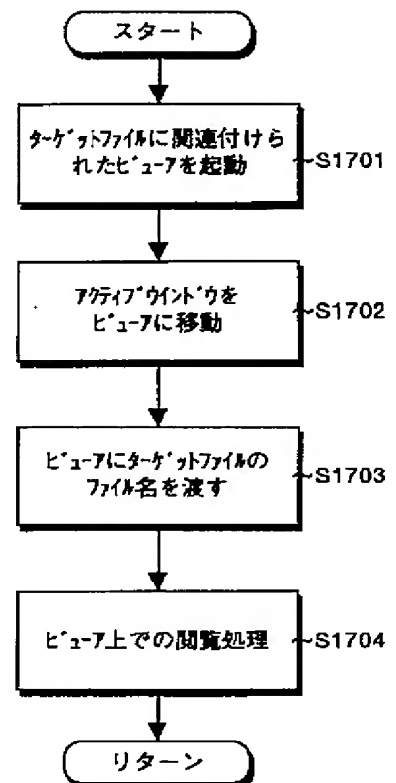 スタート
ﾀｰｹﾞｯﾄﾌｧｲﾙに関連付けら
れたﾋﾞｭｰｱを起動
~S1701
ｱｸﾃｨﾌﾞｳｲﾝﾄﾞｳを
ﾋﾞｭｰｱに移動
~S1702
ﾋﾞｭｰｱにﾀｰｹﾞｯﾄﾌｧｲﾙの
ﾌｧｲﾙ名を渡す
~S1703
ﾋﾞｭｰｱ上での閲覧処理
~S1704
リターン